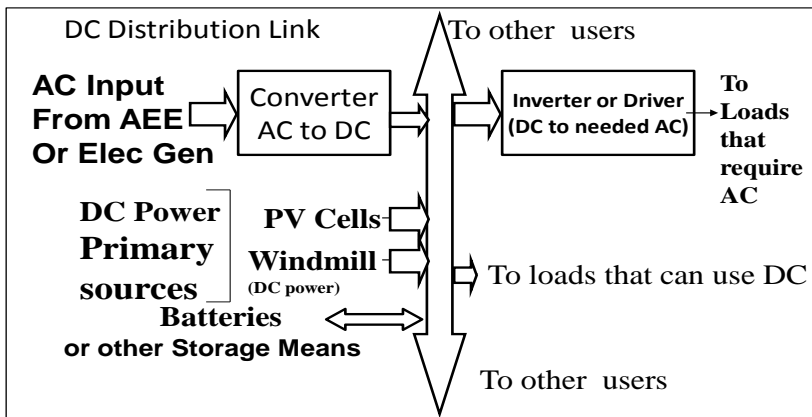 DC Distribution Link
To other  users
AC Input
From AEE
Or Elec Gen
Converter
AC to DC
Inverter or Driver
(DC to needed AC)
To
Loads
that
require
AC
DC Power
Primary
sources
PV Cells
Windmill
(DC power)
To loads that can use DC
Batteries
or other Storage Means
To other  users